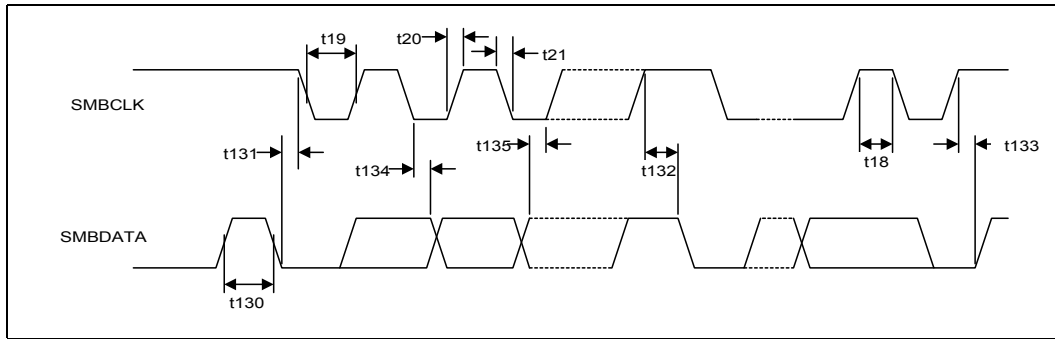 t19
t20
t21
SMBCLK
t131
t134
t135
t132
t18
t133
SMBDATA
t130